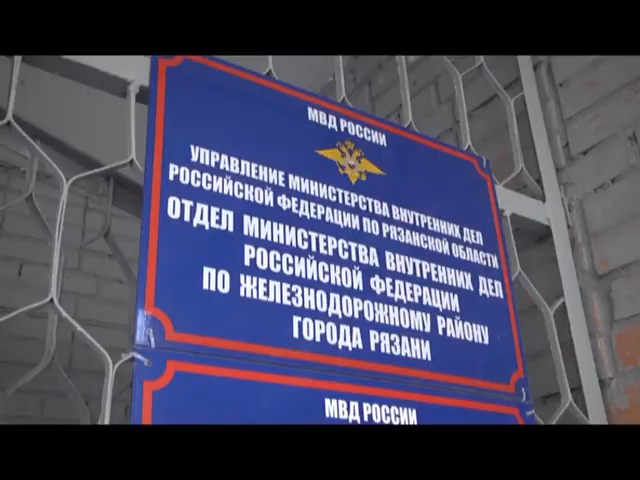 МВД РОССИИ
УПРАВЛЕНИЕ МИНИСТЕРСТВА ВНУТРЕННИХ ДЕЛ
РОССИЙСКОЙ ФЕДЕРАЦИИ ПО РЯЗАНСКОЙ ОБЛАСТИ
ОТДЕЛ МИНИСТЕРСТВА ВНУТРЕННИХ ДЕЛ
РОССИЙСКОЙ ФЕДЕРАЦИИ
ПО ЖЕЛЕЗНОДОРОЖНОМУ РАЙОНУ
ГОРОДА РЯЗАНИ
МВД РОССИИ